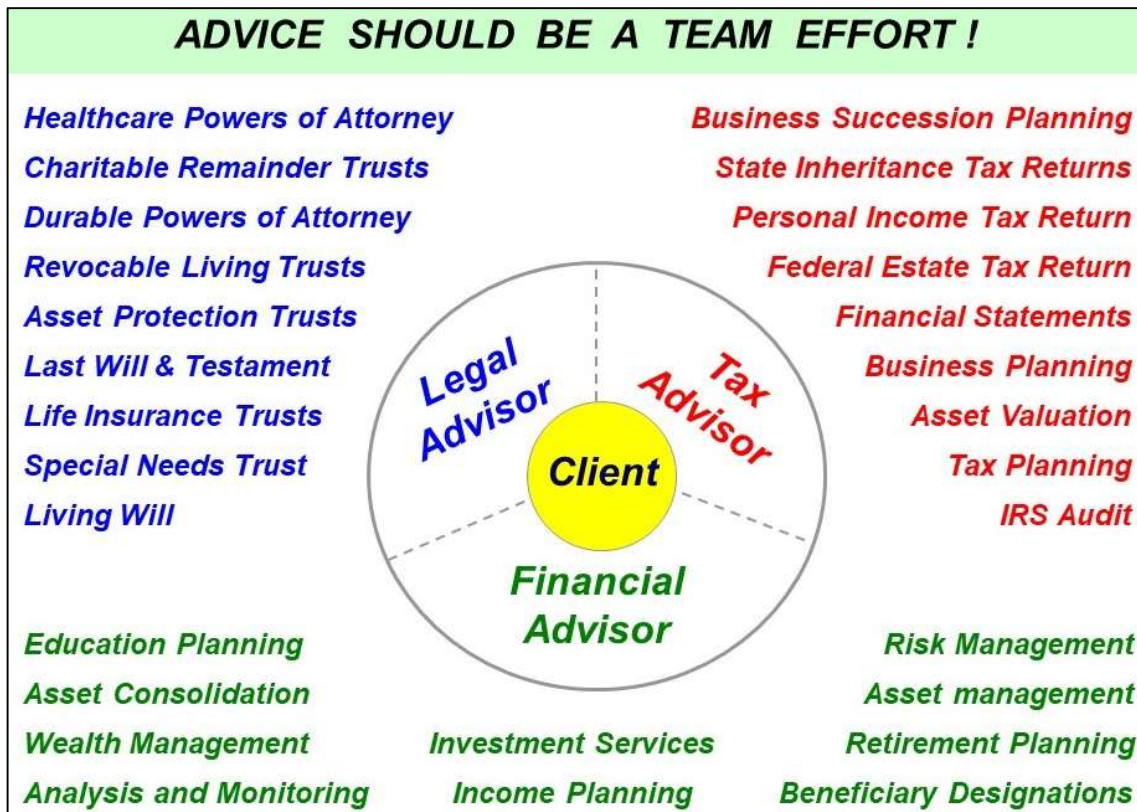 ADVICE SHOULD BE A TEAM EFFORT !
Healthcare Powers of Attorney
Charitable Remainder Trusts
Durable Powers of Attorney
Revocable Living Trusts
Asset Protection Trusts
Last Will & Testament
Life Insurance Trusts
Special Needs Trust
Living Will
Business Succession Planning
State Inheritance Tax Returns
Personal Income Tax Return
Federal Estate Tax Return
Financial Statements
Business Planning
Asset Valuation
Tax Planning
IRS Audit
Legal
Advisor
Tax
Advisor
Client
Financial
Advisor
Education Planning
Asset Consolidation
Wealth Management
Analysis and Monitoring
Investment Services
Income Planning
Risk Management
Asset management
Retirement Planning
Beneficiary Designations